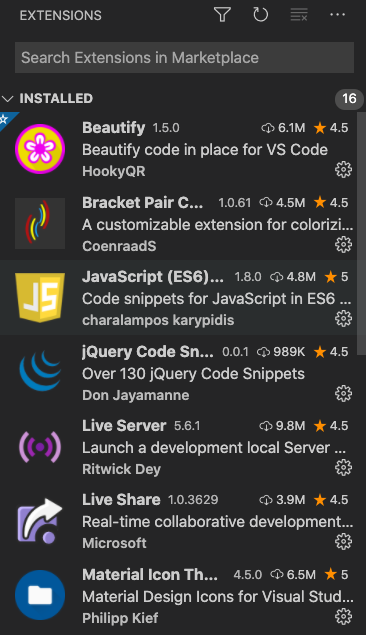 EXTENSIONS
Search Extensions in Marketplace
INSTALLED 16
Beautify 1.5.0 6.1M 4.5
Beautify code in place for VS Code
HookyQR
Bracket Pair C... 1.0.61 4.5M 4.5
A customizable extension for colorizi...
CoenraadS
JavaScript (ES6)... 1.8.0 4.8M 5
Code snippets for JavaScript in ES6 ...
charalampos karypidis
jQuery Code Sn... 0.0.1 989K 4.5
Over 130 jQuery Code Snippets
Don Jayamanne
Live Server 5.6.1 9.8M 4.5
Launch a development local Server ...
Ritwick Dey
Live Share 1.0.3629 3.9M 4.5
Real-time collaborative development...
Microsoft
Material Icon Th... 4.5.0 6.5M 5
Material Design Icons for Visual Stud...
Philipp Kief
JS